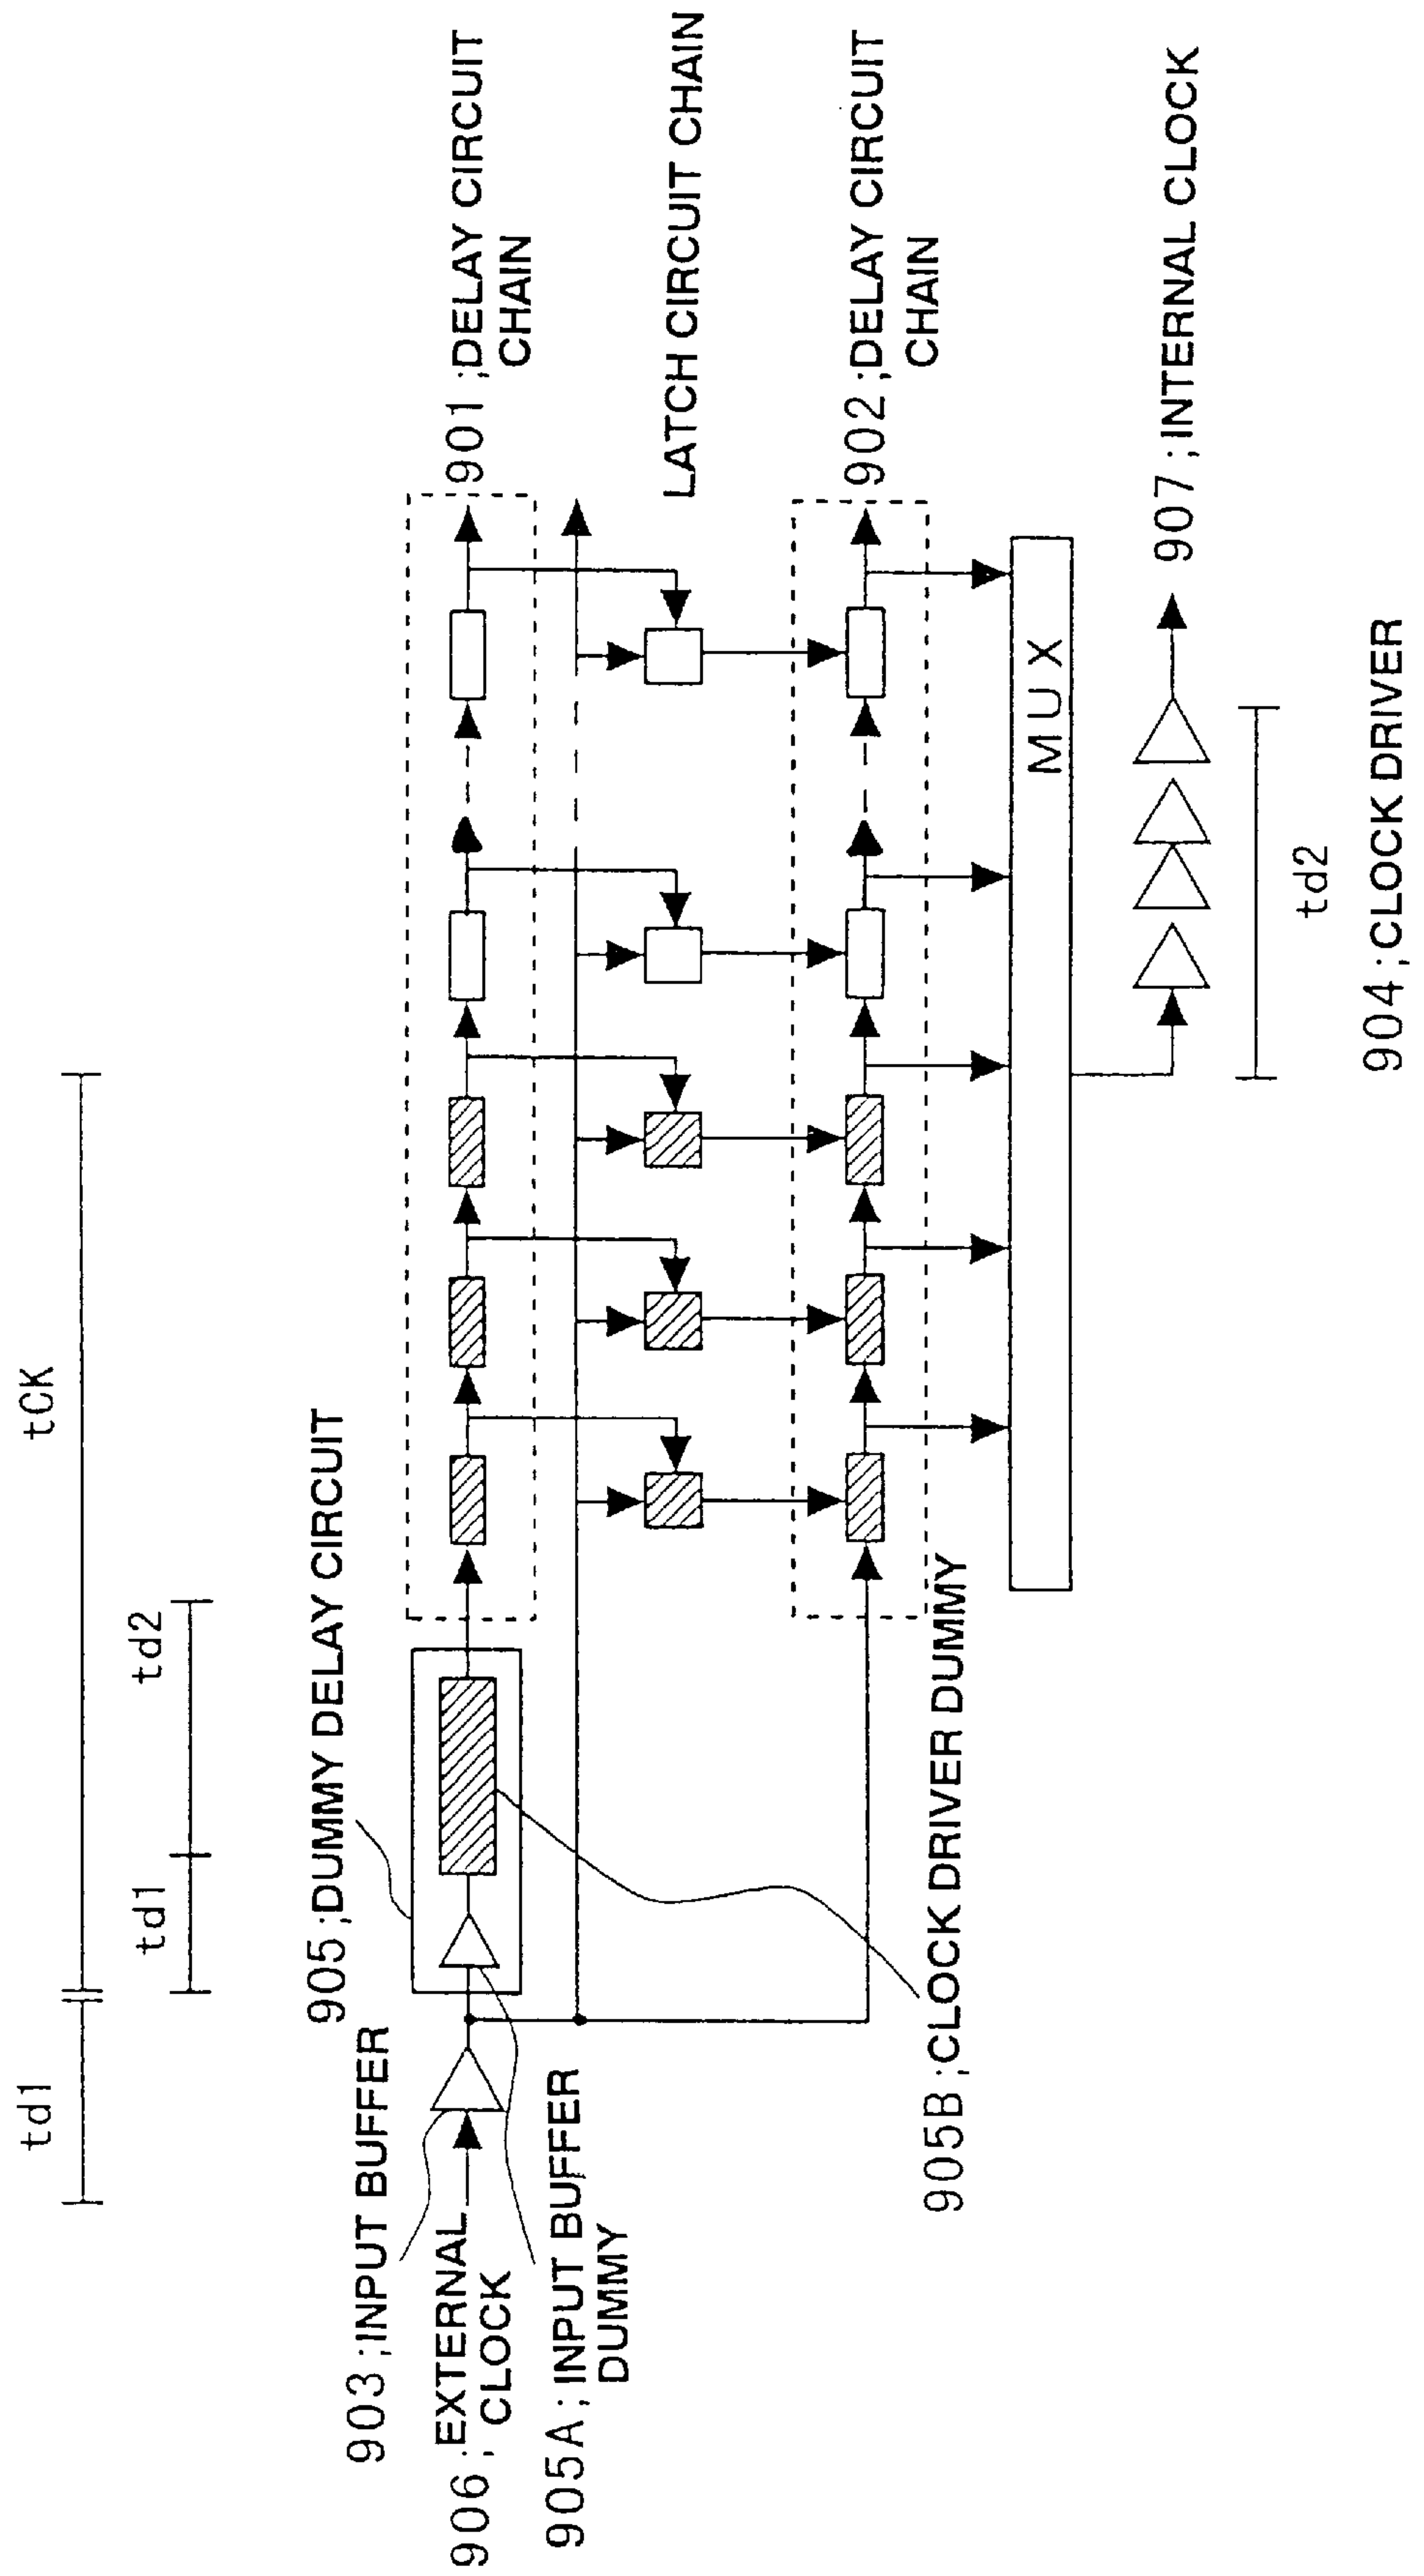 td1
tCK
td1
td2
905 ;DUMMY DELAY CIRCUIT
903 ;INPUT BUFFER
906 ; EXTERNAL
CLOCK
905A ; INPUT BUFFER
DUMMY
901 ;DELAY CIRCUIT
CHAIN
LATCH CIRCUIT CHAIN
902 ;DELAY CIRCUIT
CHAIN
905B ;CLOCK DRIVER DUMMY
MUX
907 ; INTERNAL CLOCK
td2
904 ; CLOCK DRIVER